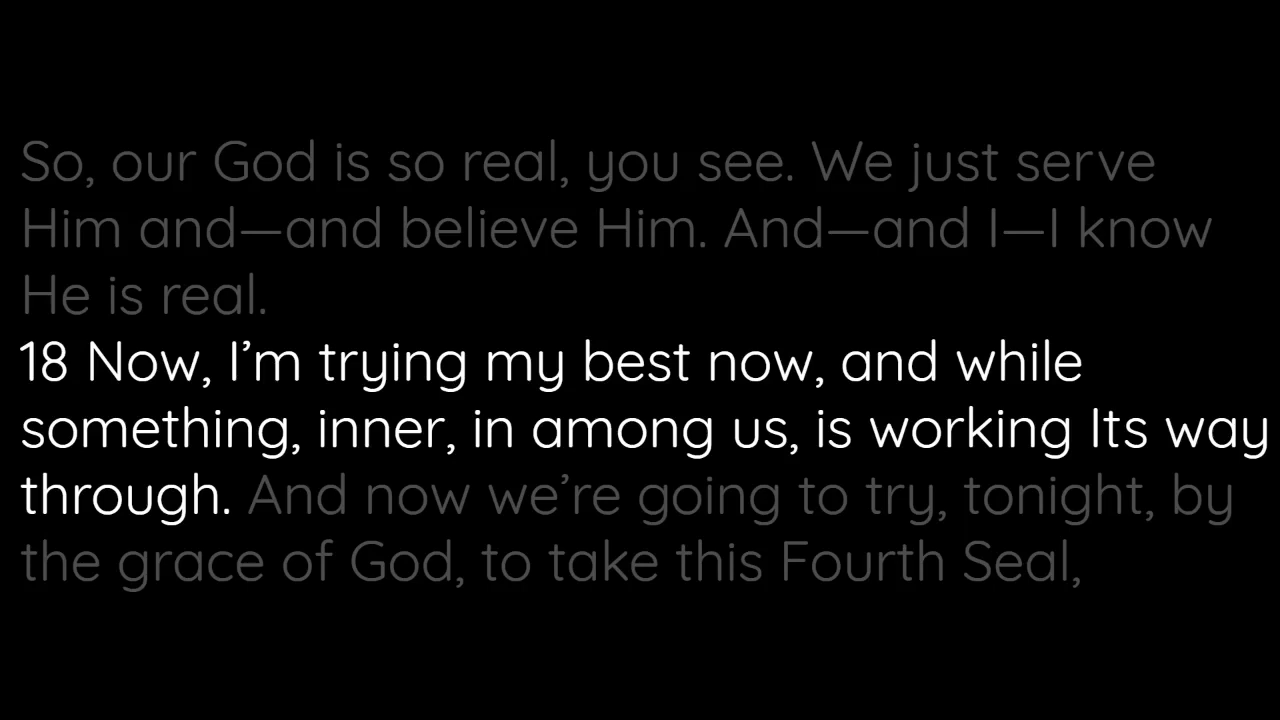 So, our God is so real, you see. We just serve
Him and—and believe Him. And—and I—I know
He is real.
18 Now, I’m trying my best now, and while
something, inner, in among us, is working Its way
through. And now we’re going to try, tonight, by
the grace of God, to take this Fourth Seal,